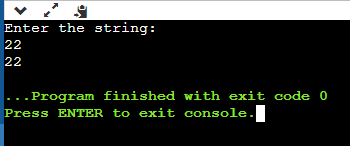 Enter the string:
22
22
...Program finished with exit code 0
Press ENTER to exit console.